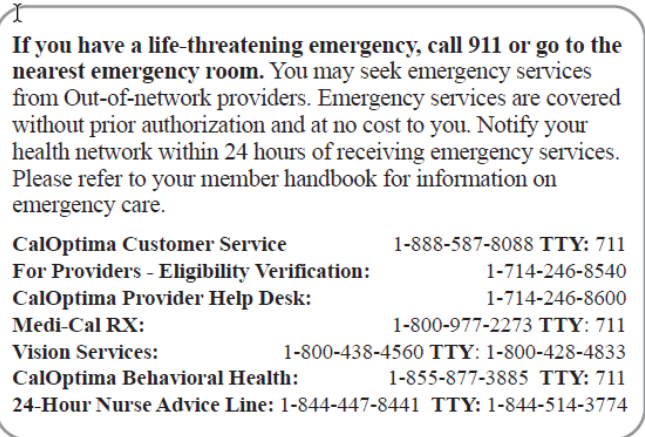 If you have a life-threatening emergency, call 911 or go to the
nearest emergency room. You may seek emergency services
from Out-of-network providers. Emergency services are covered
without prior authorization and at no cost to you. Notify your
health network within 24 hours of receiving emergency services.
Please refer to your member handbook for information on
emergency care.
CalOptima Customer Service 1-888-587-8088 TTY: 711
For Providers - Eligibility Verification: 1-714-246-8540
CalOptima Provider Help Desk: 1-714-246-8600
Medi-Cal RX: 1-800-977-2273 TTY: 711
Vision Services: 1-800-438-4560 TTY: 1-800-428-4833
CalOptima Behavioral Health: 1-855-877-3885 TTY: 711
24-Hour Nurse Advice Line: 1-844-447-8441 TTY: 1-844-514-3774